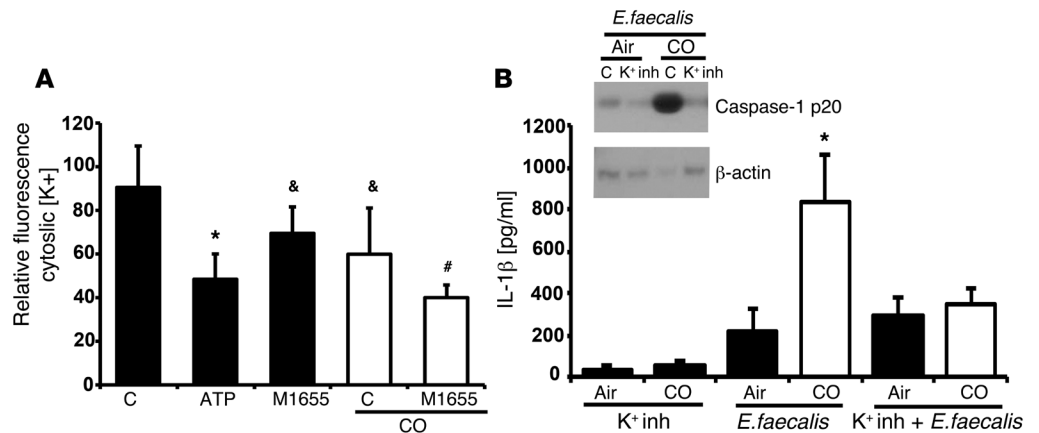 A
Relative fluorescence
cytoslic [K+]
120
100
80
60
40
20
0
*
&
&
#
C
ATP
M1655
C
M1655
CO
B
E.faecalis
Air
CO
C K+ inh C K+ inh
Caspase-1 p20
β-actin
IL-1β [pg/ml]
1200
1000
800
600
400
200
0
*
Air
CO
Air
CO
Air
CO
K+ inh
E.faecalis
K+ inh + E.faecalis